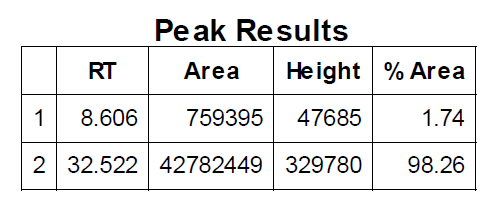 Peak Results
RT Area Height % Area
1 8.606 759395 47685 1.74
2 32.522 42782449 329780 98.26